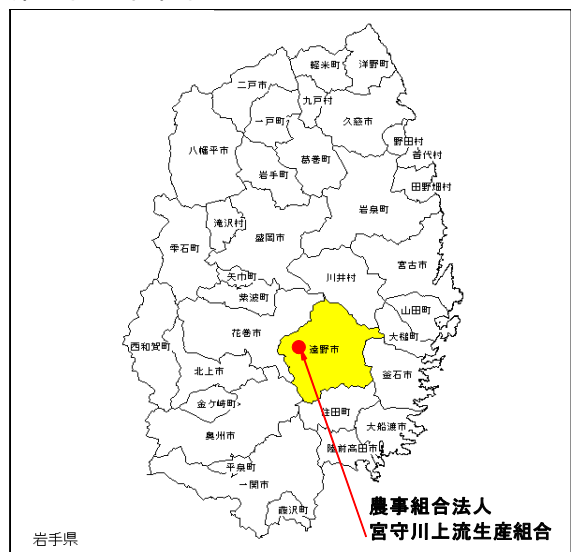 軽米町
洋野町
二戸市
九戸村
一戸町
久慈市
野田村
普代村
八幡平市
葛巻町
岩手町
田野畑村
岩泉町
滝沢村
盛岡市
雫石町
宮古市
川井村
矢巾町
紫波町
山田町
大槌町
花巻市
遠野市
西和賀町
釜石市
北上市
金ケ崎町
住田町
大船渡市
奥州市
陸前高田市
平泉町
一関市
藤沢町
農事組合法人
宮守川上流生産組合
岩手県